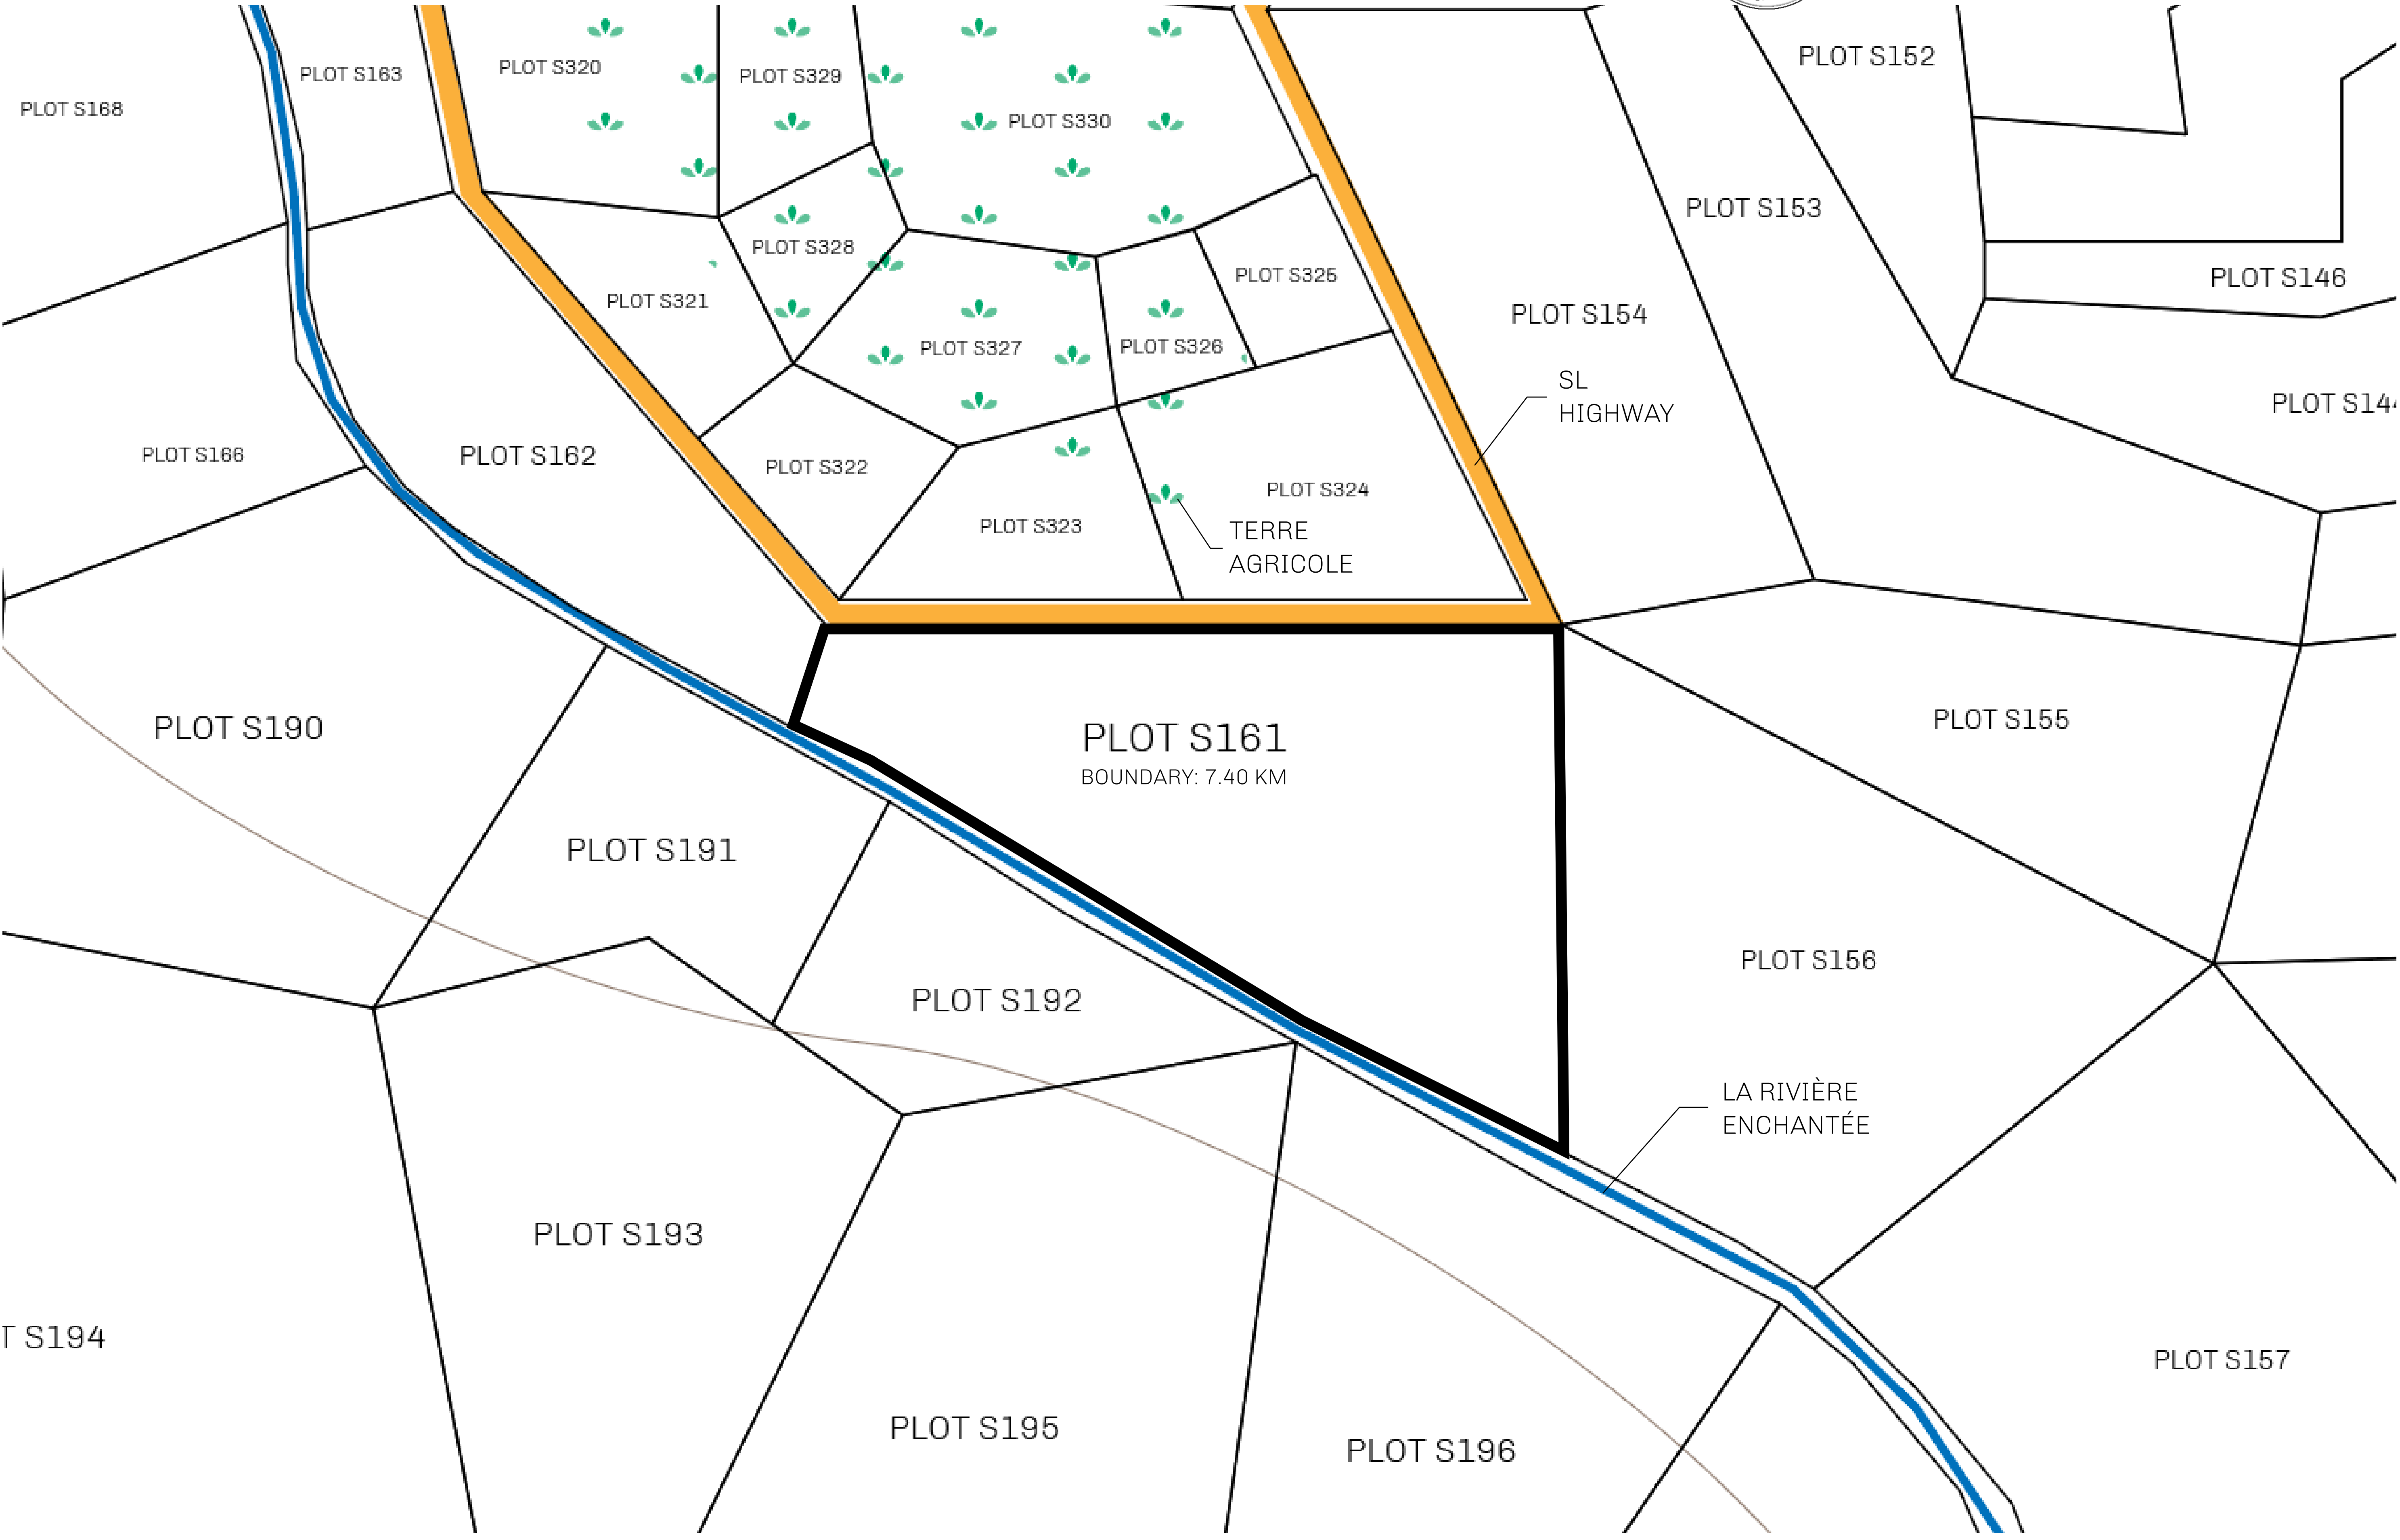 PLOT S152
PLOT S320
PLOT S163
PLOT S329
PLOT S168
PLOT S330
PLOT S153
PLOT S328
PLOT S325
PLOT S146
PLOT S321
PLOT S154
PLOT S327
PLOT S326
SL
HIGHWAY
PLOT S144
PLOT S166
PLOT S162
PLOT S322
PLOT S324
PLOT S323
TERRE
AGRICOLE
PLOT S155
PLOT S190
PLOT S161
BOUNDARY: 7.40 KM
PLOT S191
PLOT S156
PLOT S192
LA RIVIÈRE
ENCHANTÉE
PLOT S193
T S194
PLOT S157
PLOT S195
PLOT S196